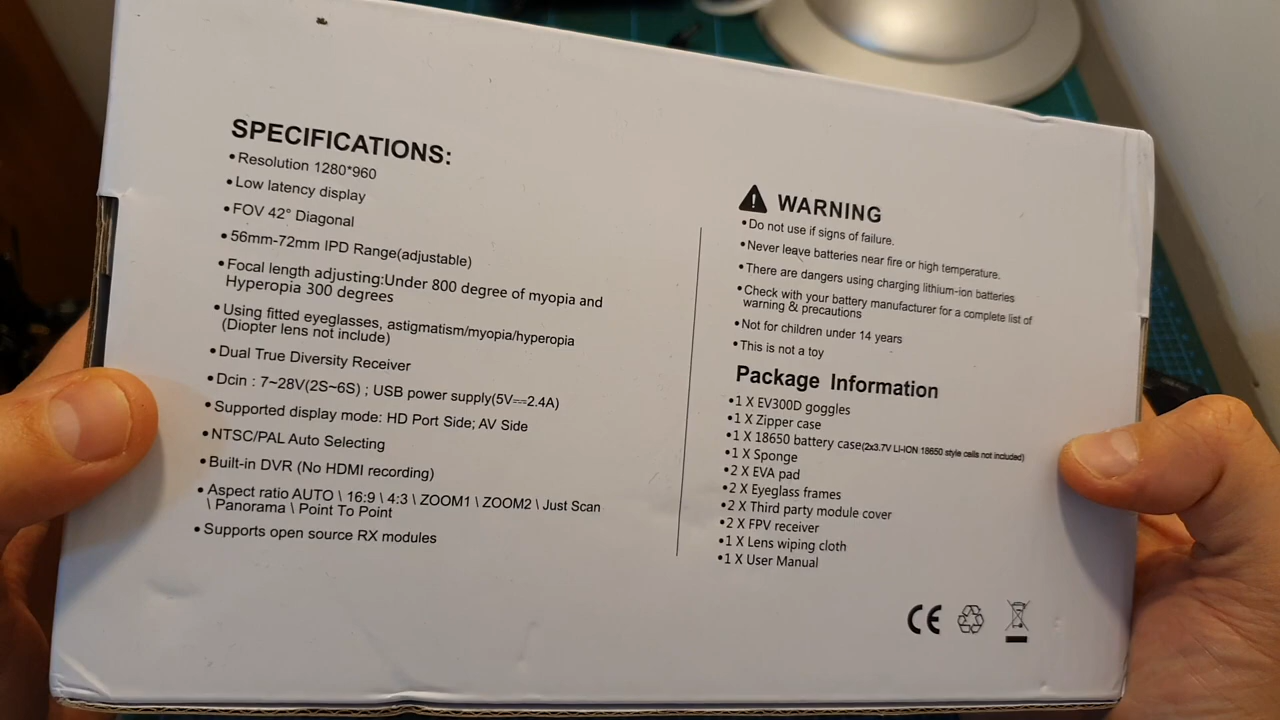 SPECIFICATIONS:
•Resolution 1280*960
•Low latency display
•FOV 42° Diagonal
•56mm-72mm IPD Range(adjustable)
•Focal length adjusting:Under 800 degree of myopia and
Hyperopia 300 degrees
•Using fitted eyeglasses, astigmatism/myopia/hyperopia
(Diopter lens not include)
•Dual True Diversity Receiver
•Dcin : 7~28V(2S~6S) ; USB power supply(5V⎓2.4A)
•Supported display mode: HD Port Side; AV Side
•NTSC/PAL Auto Selecting
•Built-in DVR (No HDMI recording)
•Aspect ratio AUTO \ 16:9 \ 4:3 \ ZOOM1 \ ZOOM2 \ Just Scan
\ Panorama \ Point To Point
•Supports open source RX modules
WARNING
•Do not use if signs of failure.
•Never leave batteries near fire or high temperature.
•There are dangers using charging lithium-ion batteries
•Check with your battery manufacturer for a complete list of
warning & precautions
•Not for children under 14 years
•This is not a toy
Package Information
•1 X EV300D goggles
•1 X Zipper case
•1 X 18650 battery case(2x3.7V LI-ION 18650 style cells not included)
•1 X Sponge
•2 X EVA pad
•2 X Eyeglass frames
•2 X Third party module cover
•2 X FPV receiver
•1 X Lens wiping cloth
•1 X User Manual
CE